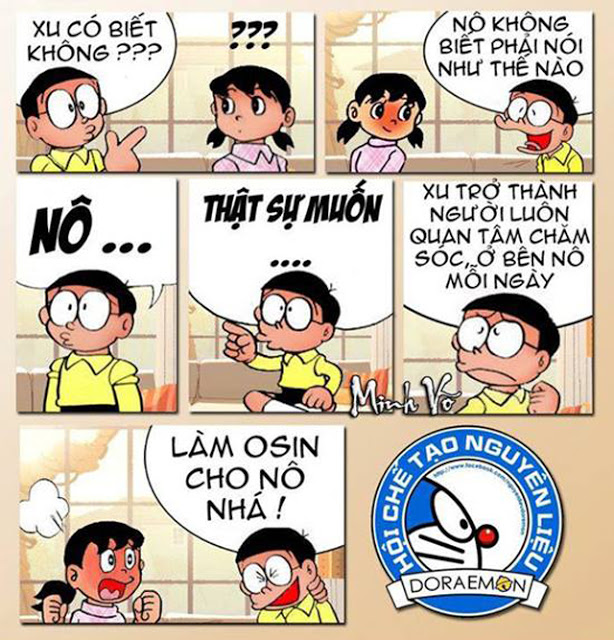 XU CÓ BIẾT
KHÔNG ???
???
NÔ KHÔNG
BIẾT PHẢI NÓI
NHƯ THẾ NÀO
NÔ ...
THẬT SỰ MUỐN
....
XU TRỞ THÀNH
NGƯỜI LUÔN
QUAN TÂM CHĂM
SÓC, Ở BÊN NÔ
MỖI NGÀY
Minh Võ
LÀM OSIN
CHO NÔ
NHÁ !
HỘI CHẾ TẠO NGUYÊN LIỆU
DORAEMON